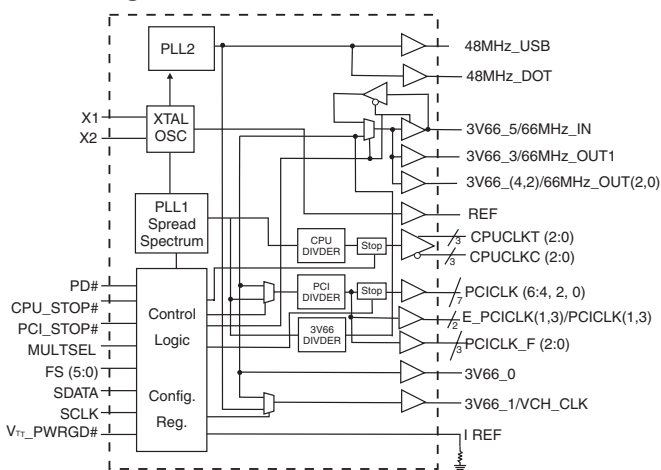 PLL2
48MHz_USB
48MHz_DOT
X1
X2
XTAL
OSC
3V66_5/66MHz_IN
3V66_3/66MHz_OUT1
3V66_(4,2)/66MHz_OUT(2,0)
REF
PLL1
Spread
Spectrum
CPU
DIVDER
Stop
3
CPUCLKT (2:0)
3
CPUCLKC (2:0)
PD#
CPU_STOP#
PCI_STOP#
MULTSEL
FS (5:0)
SDATA
SCLK
VTT_PWRGD#
Control
Logic
Config.
Reg.
PCI
DIVDER
Stop
7
PCICLK (6:4, 2, 0)
2
E_PCICLK(1,3)/PCICLK(1,3)
3V66
DIVDER
3
PCICLK_F (2:0)
3V66_0
3V66_1/VCH_CLK
I REF